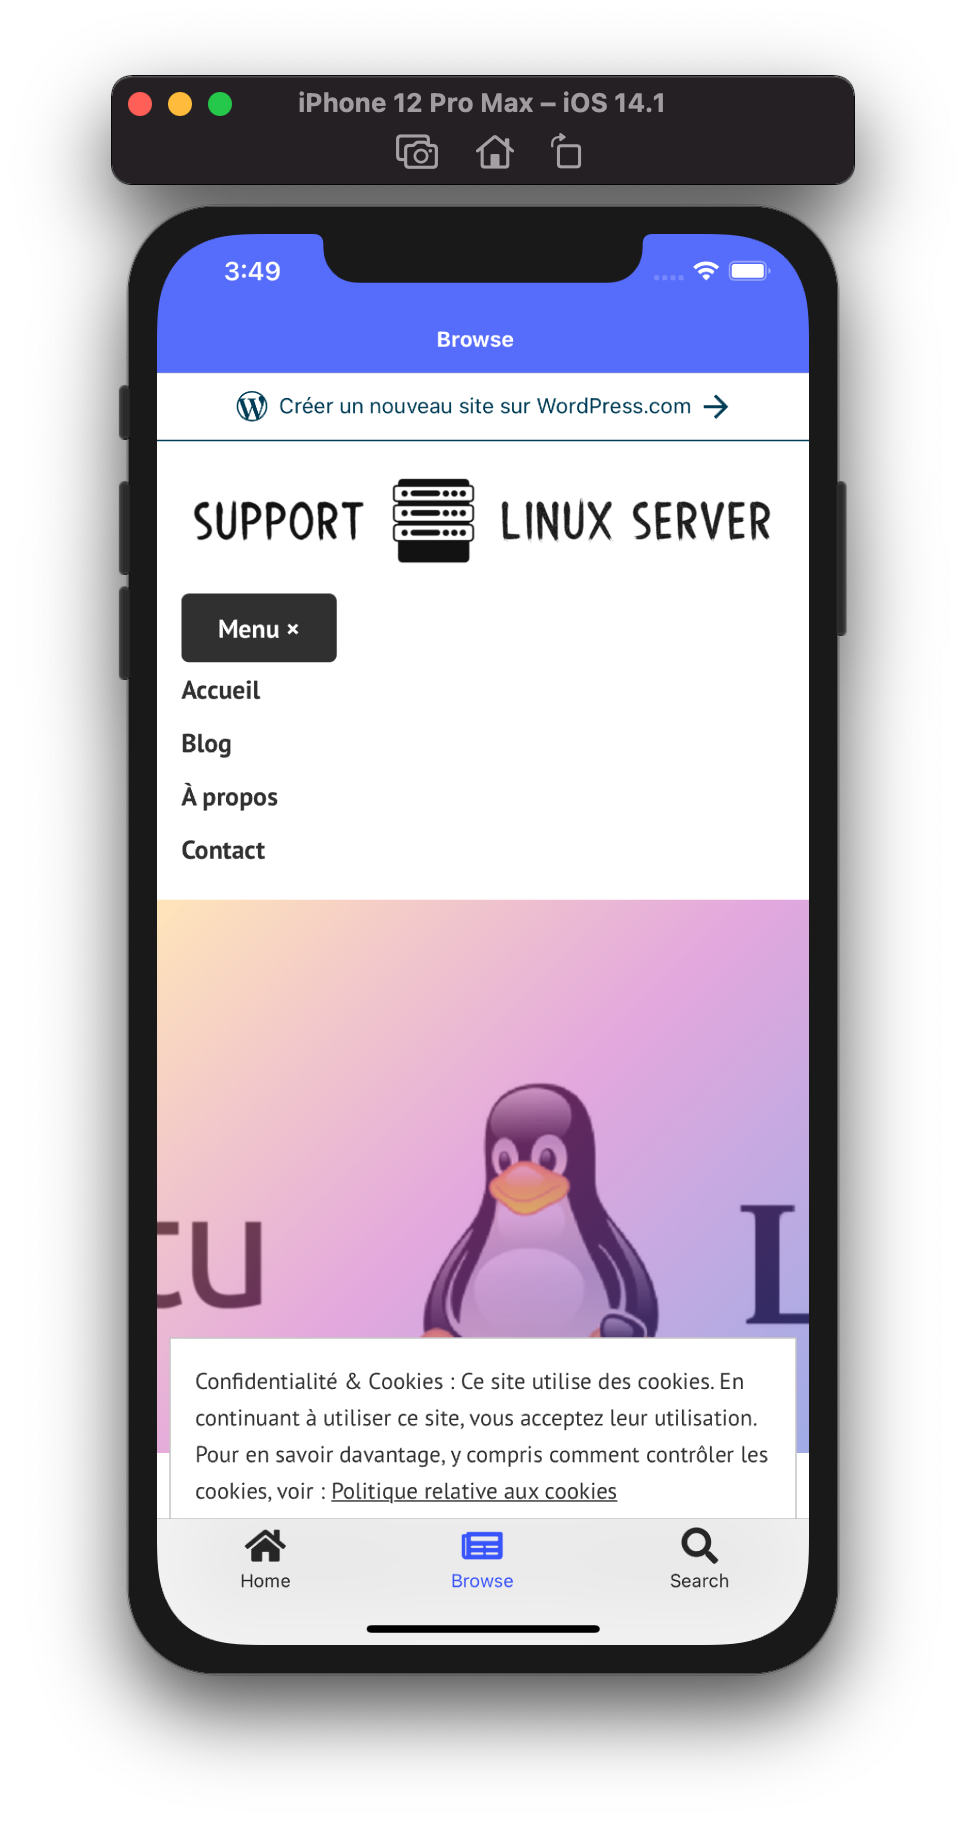 iPhone 12 Pro Max – iOS 14.1
3:49
Browse
Créer un nouveau site sur WordPress.com →
SUPPORT LINUX SERVER
Menu ×
Accueil
Blog
À propos
Contact
tu
L
Confidentialité & Cookies : Ce site utilise des cookies. En
continuant à utiliser ce site, vous acceptez leur utilisation.
Pour en savoir davantage, y compris comment contrôler les
cookies, voir : Politique relative aux cookies
Home Browse Search